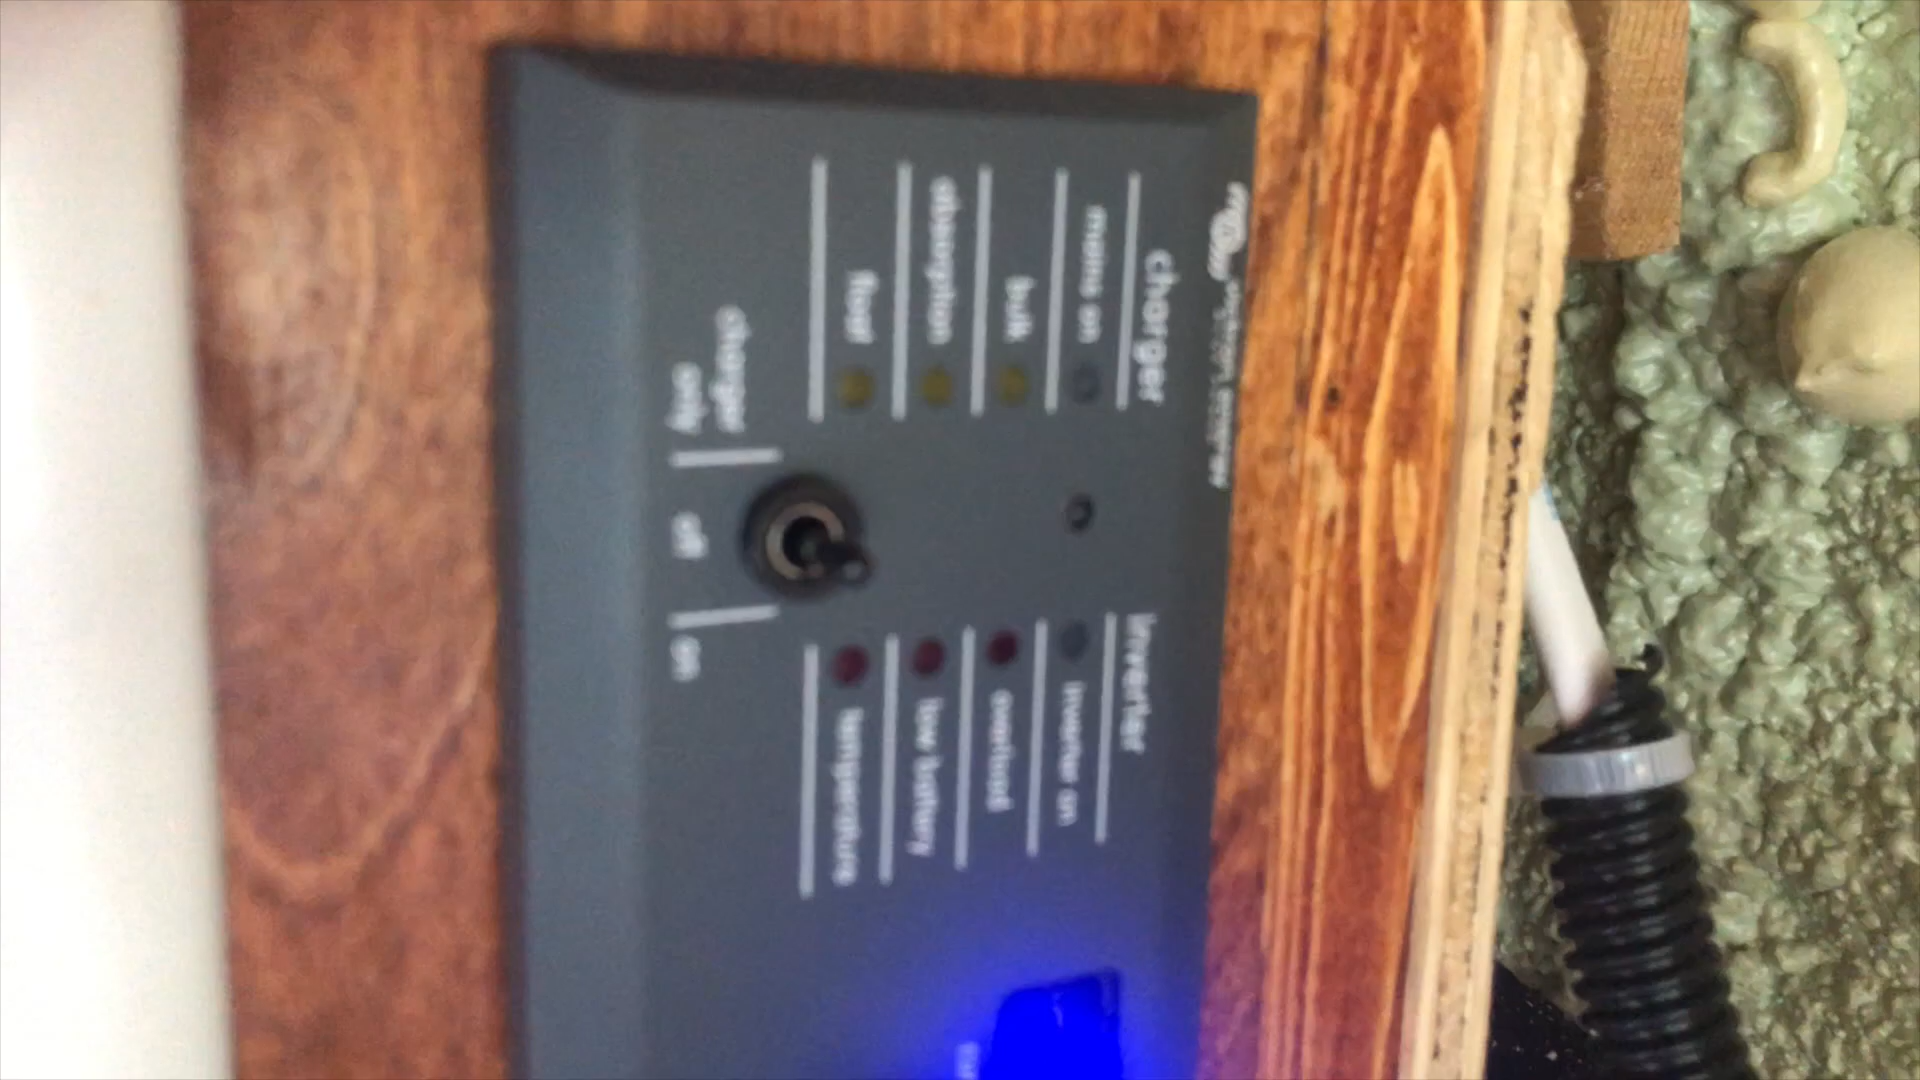 charger
mains on
bulk
absorption
float
inverter
inverter on
overload
low battery
temperature
charger
only
off
on